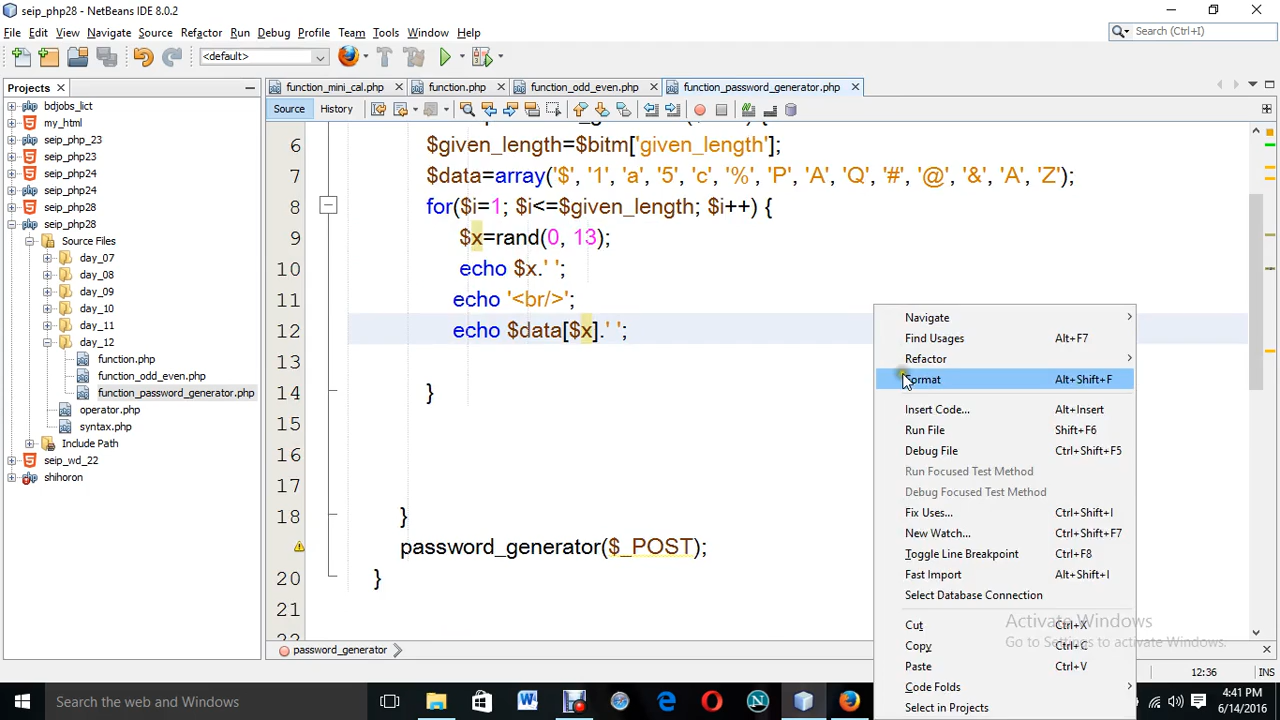 seip_php28 - NetBeans IDE 8.0.2
File Edit View Navigate Source Refactor Run Debug Profile Team Tools Window Help
Search (Ctrl+I)
<default>
Projects
function_mini_cal.php
function.php
function_odd_even.php
function_password_generator.php
bdjobs_lict
my_html
seip_php_23
seip_php23
seip_php24
seip_php24
seip_php28
seip_php28
Source Files
day_07
day_08
day_09
day_10
day_11
day_12
function.php
function_odd_even.php
function_password_generator.php
operator.php
syntax.php
Include Path
seip_wd_22
shihoron
Source History
6 $given_length=$bitm['given_length'];
7 $data=array('$', '1', 'a', '5', 'c', '%', 'P', 'A', 'Q', '#', '@', '&', 'A', 'Z');
8 for($i=1; $i<=$given_length; $i++) {
9 $x=rand(0, 13);
10 echo $x.' ';
11 echo '<br/>';
12 echo $data[$x].' ';
13
14 }
15
16
17
18 }
password_generator($_POST);
20 }
21
Navigate
Find Usages Alt+F7
Refactor
Format Alt+Shift+F
Insert Code... Alt+Insert
Run File Shift+F6
Debug File Ctrl+Shift+F5
Run Focused Test Method
Debug Focused Test Method
Fix Uses... Ctrl+Shift+I
New Watch... Ctrl+Shift+F7
Toggle Line Breakpoint Ctrl+F8
Fast Import Alt+Shift+I
Select Database Connection
Cut Ctrl+X
Copy Ctrl+C
Paste Ctrl+V
Code Folds
Select in Projects
Activate Windows
Go to Settings to activate Windows.
password_generator
12:36 INS
Search the web and Windows
4:41 PM
6/14/2016